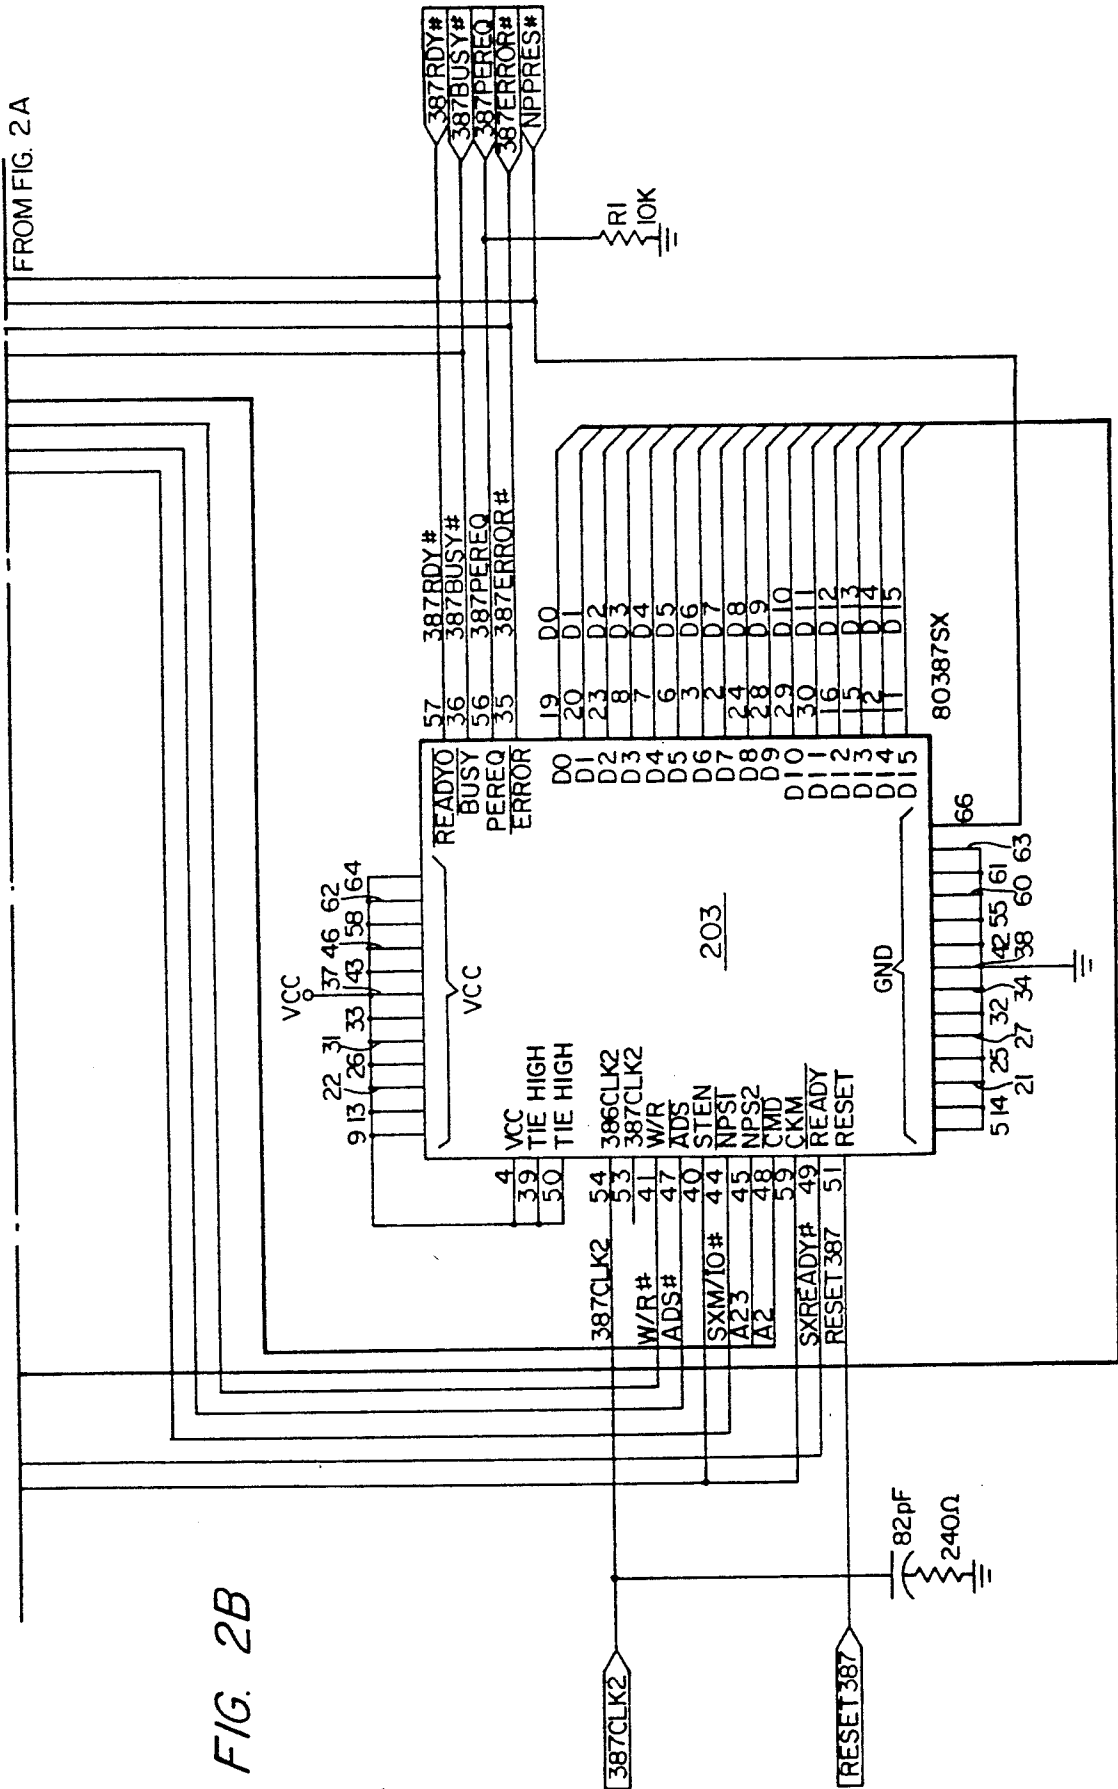 FIG. 2B
FROM FIG. 2A
387RDY#
387BUSY#
387PEREQ
387ERROR#
NPPRES*
R1
10K
VCC
9 13 22 26 31 33 37 43 46 58 62 64
VCC
READYO 57 387RDY#
BUSY 36 387BUSY#
PEREQ 56 387PEREQ
ERROR 35 387ERROR#
D0 19 D0
D1 20 D1
D2 23 D2
D3 8 D3
D4 7 D4
D5 6 D5
D6 3 D6
D7 2 D7
D8 24 D8
D9 28 D9
D10 29 D10
D11 30 D11
D12 16 D12
D13 15 D13
D14 12 D14
D15 11 D15
80387SX
203
4 VCC
39 TIE HIGH
50 TIE HIGH
387CLK2 54 386CLK2
53 387CLK2
W/R# 41 W/R
ADS# 47 ADS
40 STEN
SXM/IO# 44 NPS1
A23 45 NPS2
A2 48 CMD
59 CKM
SXREADY# 49 READY
RESET387 51 RESET
GND
5 14 21 25 27 32 34 38 42 55 60 61 63
66
387CLK2
RESET387
82pF
240Ω